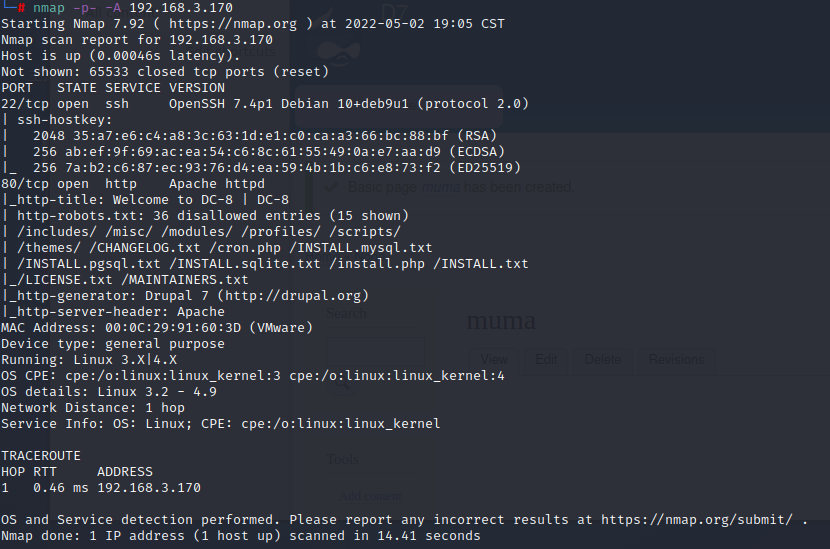 └─# nmap -p- -A 192.168.3.170
Starting Nmap 7.92 ( https://nmap.org ) at 2022-05-02 19:05 CST
Nmap scan report for 192.168.3.170
Host is up (0.00046s latency).
Not shown: 65533 closed tcp ports (reset)
PORT   STATE SERVICE VERSION
22/tcp open  ssh     OpenSSH 7.4p1 Debian 10+deb9u1 (protocol 2.0)
| ssh-hostkey:
|   2048 35:a7:e6:c4:a8:3c:63:1d:e1:c0:ca:a3:66:bc:88:bf (RSA)
|   256 ab:ef:9f:69:ac:ea:54:c6:8c:61:55:49:0a:e7:aa:d9 (ECDSA)
|_  256 7a:b2:c6:87:ec:93:76:d4:ea:59:4b:1b:c6:e8:73:f2 (ED25519)
80/tcp open  http    Apache httpd
|_http-title: Welcome to DC-8 | DC-8
| http-robots.txt: 36 disallowed entries (15 shown)
| /includes/ /misc/ /modules/ /profiles/ /scripts/
| /themes/ /CHANGELOG.txt /cron.php /INSTALL.mysql.txt
| /INSTALL.pgsql.txt /INSTALL.sqlite.txt /install.php /INSTALL.txt
|_/LICENSE.txt /MAINTAINERS.txt
|_http-generator: Drupal 7 (http://drupal.org)
|_http-server-header: Apache
MAC Address: 00:0C:29:91:60:3D (VMware)
Device type: general purpose
Running: Linux 3.X|4.X
OS CPE: cpe:/o:linux:linux_kernel:3 cpe:/o:linux:linux_kernel:4
OS details: Linux 3.2 - 4.9
Network Distance: 1 hop
Service Info: OS: Linux; CPE: cpe:/o:linux:linux_kernel
TRACEROUTE
HOP RTT     ADDRESS
1   0.46 ms 192.168.3.170
OS and Service detection performed. Please report any incorrect results at https://nmap.org/submit/ .
Nmap done: 1 IP address (1 host up) scanned in 14.41 seconds
Basic page muma has been created.
Search
muma
View Edit Delete Revisions
Tools
Add content